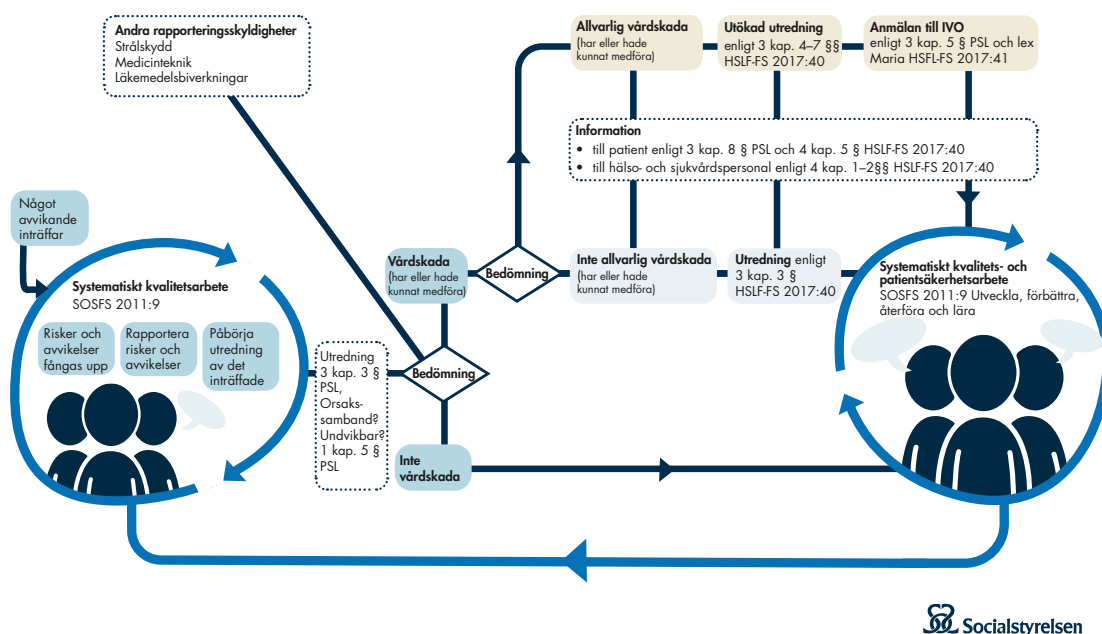 Andra rapporteringsskyldigheter
Strålskydd
Medicinteknik
Läkemedelsbiverkningar
Allvarlig vårdskada
(har eller hade
kunnat medföra)
Utökad utredning
enligt 3 kap. 4–7 §§
HSLF-FS 2017:40
Anmälan till IVO
enligt 3 kap. 5 § PSL och lex
Maria HSFL-FS 2017:41
Information
• till patient enligt 3 kap. 8 § PSL och 4 kap. 5 § HSLF-FS 2017:40
• till hälso- och sjukvårdspersonal enligt 4 kap. 1–2§§ HSLF-FS 2017:40
Något
avvikande
inträffar
Systematiskt kvalitetsarbete
SOSFS 2011:9
Risker och
avvikelser
fångas upp
Rapportera
risker och
avvikelser
Påbörja
utredning
av det
inträffade
Utredning
3 kap. 3 §
PSL,
Orsaks-
samband?
Undvikbar?
1 kap. 5 §
PSL
Bedömning
Vårdskada
(har eller hade
kunnat medföra)
Inte
vårdskada
Bedömning
Inte allvarlig vårdskada
(har eller hade
kunnat medföra)
Utredning enligt
3 kap. 3 §
HSLF-FS 2017:40
Systematiskt kvalitets- och
patientsäkerhetsarbete
SOSFS 2011:9 Utveckla, förbättra,
återföra och lära
Socialstyrelsen